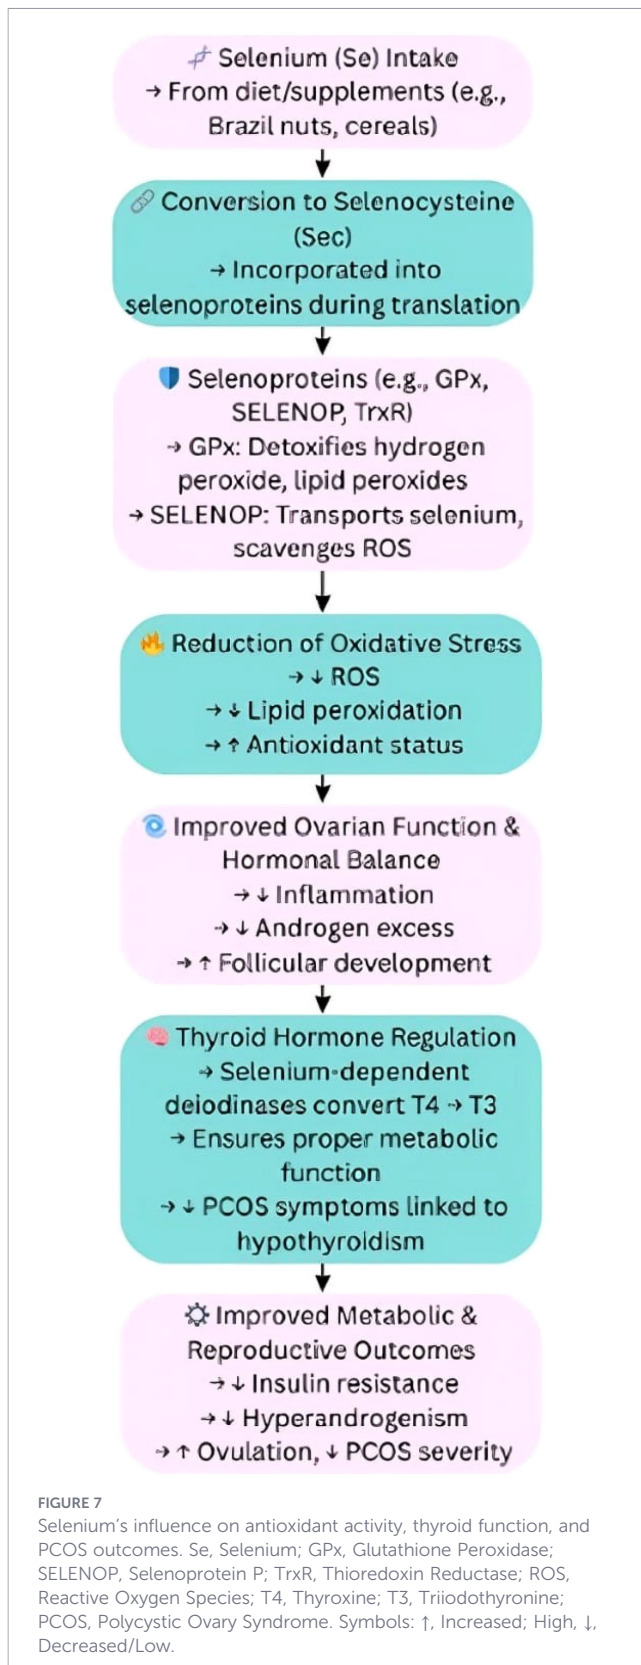 Selenium (Se) Intake
→ From diet/supplements (e.g.,
Brazil nuts, cereals)
Conversion to Selenocysteine
(Sec)
→ Incorporated into
selenoproteins during translation
Selenoproteins (e.g., GPx,
SELENOP, TrxR)
→ GPx: Detoxifies hydrogen
peroxide, lipid peroxides
→ SELENOP: Transports selenium,
scavenges ROS
Reduction of Oxidative Stress
→ ↓ ROS
→ ↓ Lipid peroxidation
→ ↑ Antioxidant status
Improved Ovarian Function &
Hormonal Balance
→ ↓ Inflammation
→ ↓ Androgen excess
→ ↑ Follicular development
Thyroid Hormone Regulation
→ Selenium-dependent
deiodinases convert T4 → T3
→ Ensures proper metabolic
function
→ ↓ PCOS symptoms linked to
hypothyroidism
Improved Metabolic &
Reproductive Outcomes
→ ↓ Insulin resistance
→ ↓ Hyperandrogenism
→ ↑ Ovulation, ↓ PCOS severity
FIGURE 7
Selenium's influence on antioxidant activity, thyroid function, and
PCOS outcomes. Se, Selenium; GPx, Glutathione Peroxidase;
SELENOP, Selenoprotein P; TrxR, Thioredoxin Reductase; ROS,
Reactive Oxygen Species; T4, Thyroxine; T3, Triiodothyronine;
PCOS, Polycystic Ovary Syndrome. Symbols: ↑, Increased; High, ↓,
Decreased/Low.